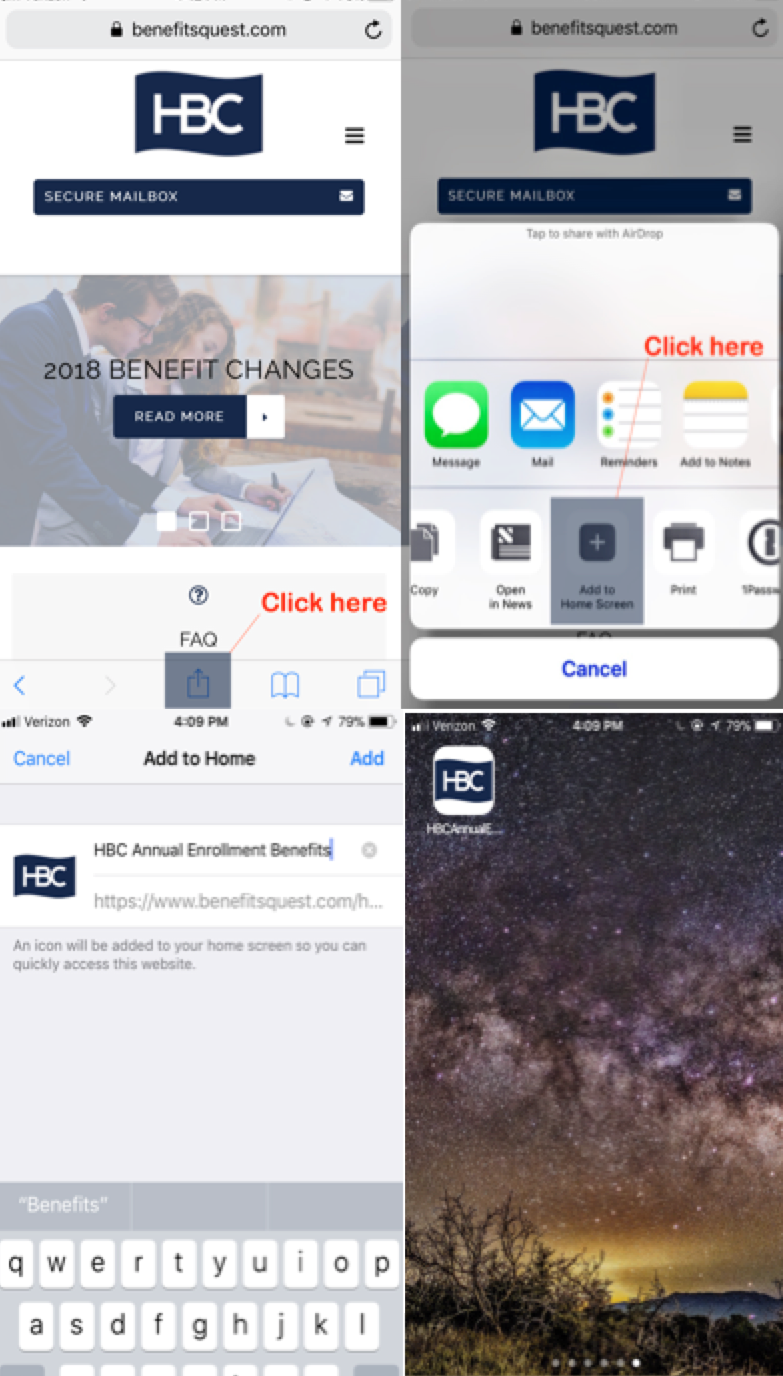 benefitsquest.com
HBC
SECURE MAILBOX
2018 BENEFIT CHANGES
READ MORE
Click here
FAQ
benefitsquest.com
HBC
SECURE MAILBOX
Tap to share with AirDrop
Click here
Message
Mail
Reminders
Add to Notes
Copy
Open
in News
Add to
Home Screen
Print
1Passw
Cancel
Verizon
4:09 PM
79%
Cancel
Add to Home
Add
HBC
HBC Annual Enrollment Benefits
https://www.benefitsquest.com/h...
An icon will be added to your home screen so you can
quickly access this website.
“Benefits”
q w e r t y u i o p
a s d f g h j k l
Verizon
4:09 PM
79%
HBC
HBCAnnualE...